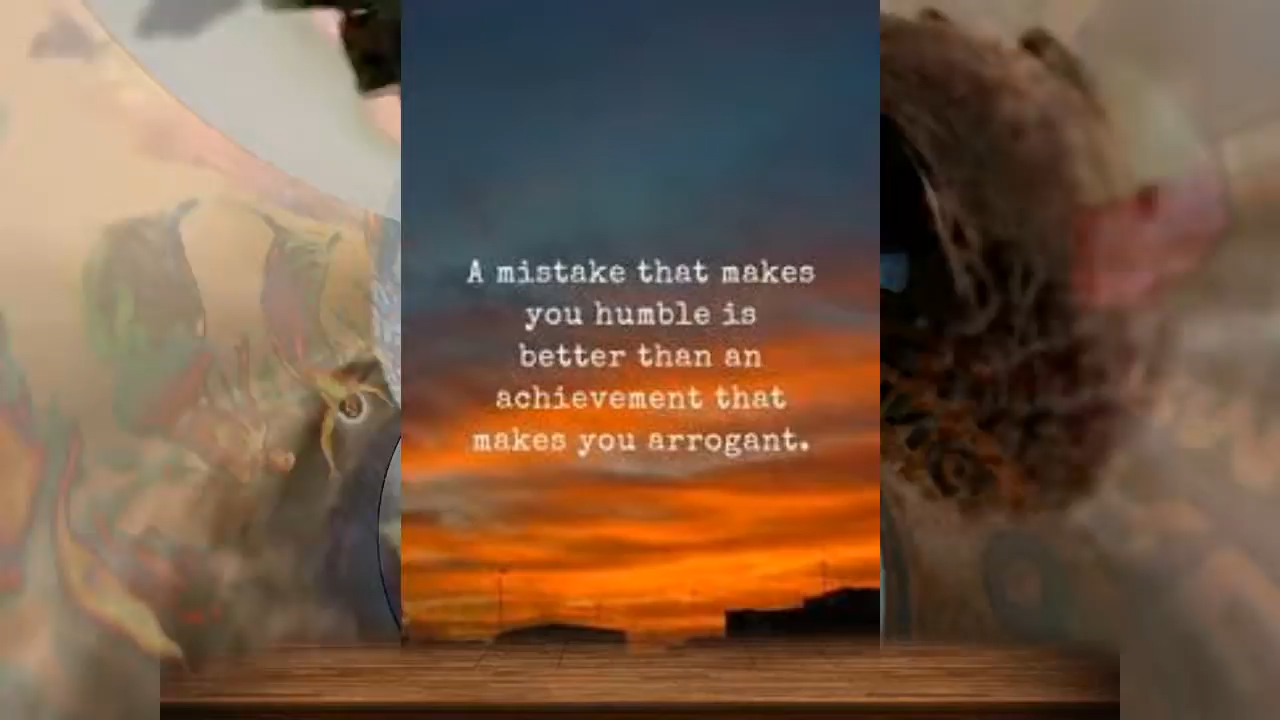 A mistake that makes
you humble is
better than an
achievement that
makes you arrogant.